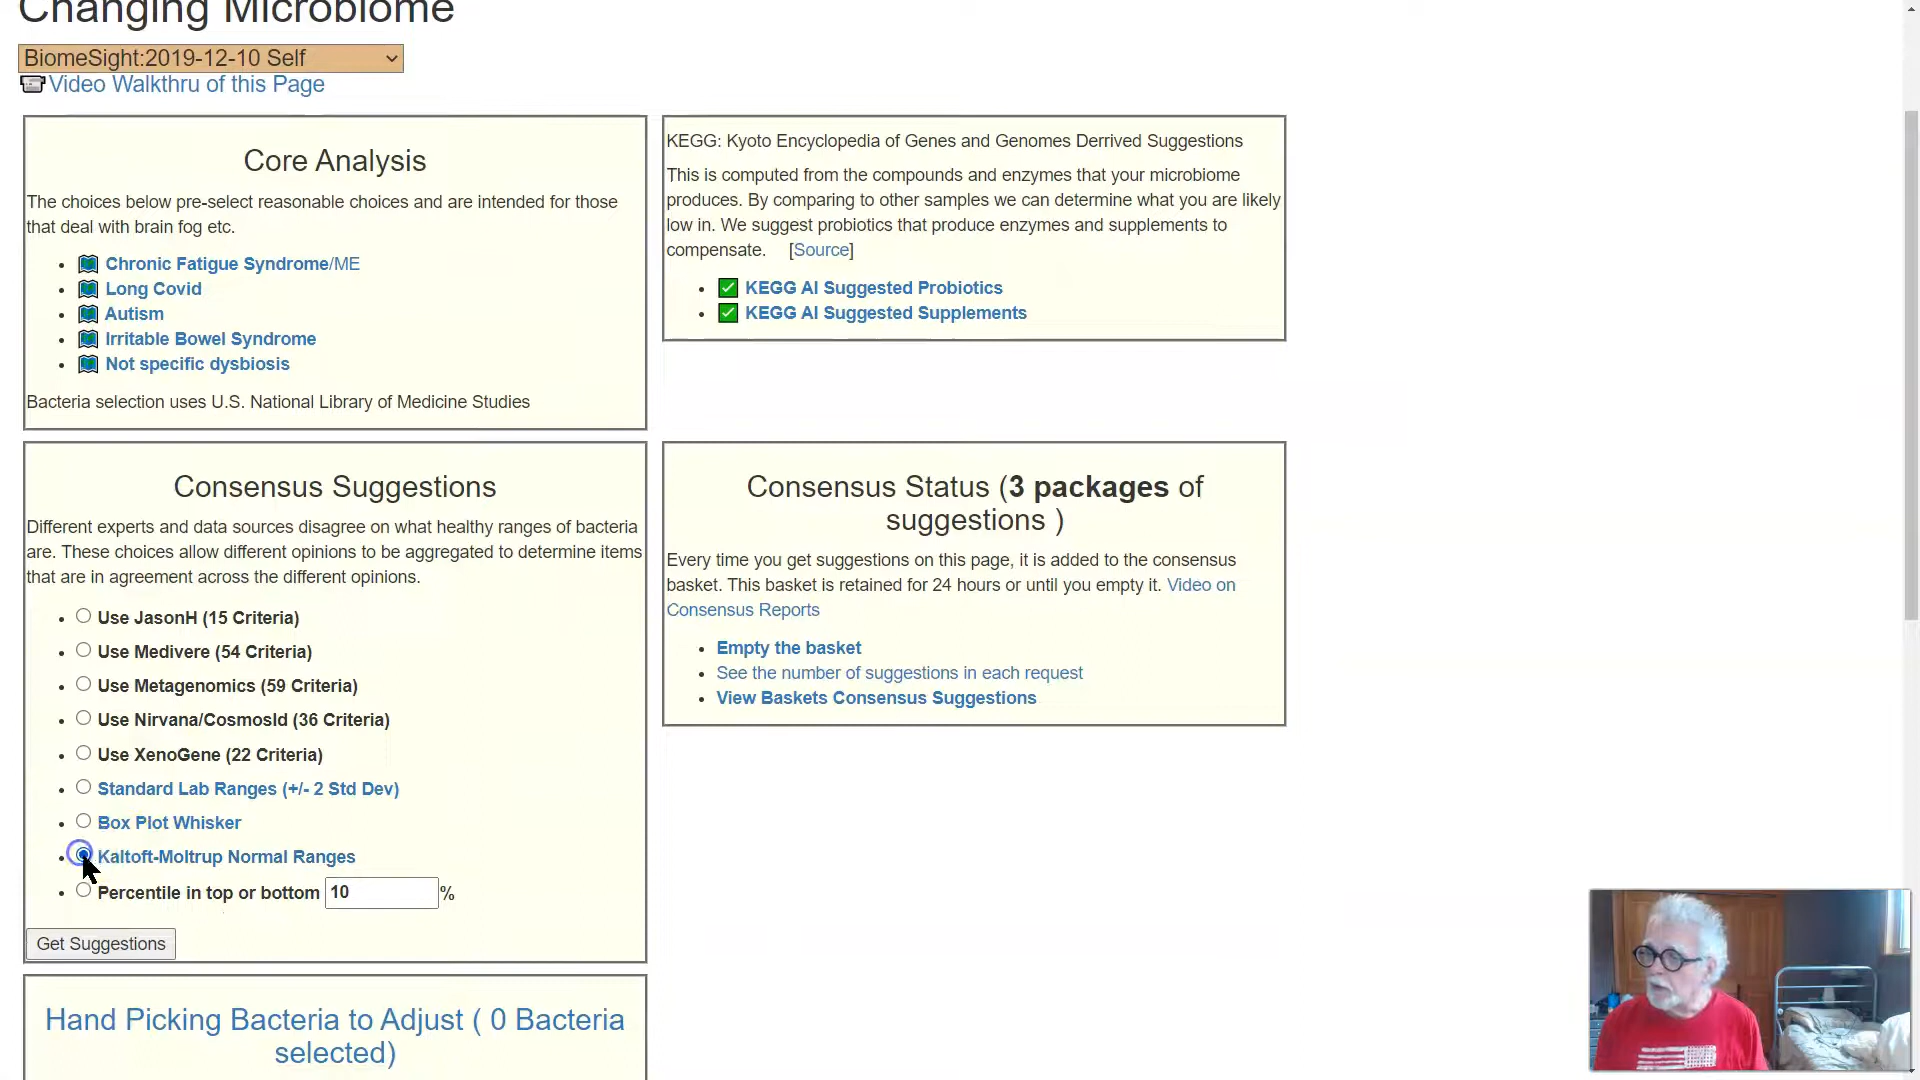 Changing Microbiome
BiomeSight:2019-12-10 Self
Video Walkthru of this Page
Core Analysis
The choices below pre-select reasonable choices and are intended for those
that deal with brain fog etc.
Chronic Fatigue Syndrome/ME
Long Covid
Autism
Irritable Bowel Syndrome
Not specific dysbiosis
Bacteria selection uses U.S. National Library of Medicine Studies
KEGG: Kyoto Encyclopedia of Genes and Genomes Derrived Suggestions
This is computed from the compounds and enzymes that your microbiome
produces. By comparing to other samples we can determine what you are likely
low in. We suggest probiotics that produce enzymes and supplements to
compensate. [Source]
KEGG AI Suggested Probiotics
KEGG AI Suggested Supplements
Consensus Suggestions
Different experts and data sources disagree on what healthy ranges of bacteria
are. These choices allow different opinions to be aggregated to determine items
that are in agreement across the different opinions.
Use JasonH (15 Criteria)
Use Medivere (54 Criteria)
Use Metagenomics (59 Criteria)
Use Nirvana/CosmosId (36 Criteria)
Use XenoGene (22 Criteria)
Standard Lab Ranges (+/- 2 Std Dev)
Box Plot Whisker
Kaltoft-Moltrup Normal Ranges
Percentile in top or bottom 10 %
Get Suggestions
Consensus Status (3 packages of
suggestions )
Every time you get suggestions on this page, it is added to the consensus
basket. This basket is retained for 24 hours or until you empty it. Video on
Consensus Reports
Empty the basket
See the number of suggestions in each request
View Baskets Consensus Suggestions
Hand Picking Bacteria to Adjust ( 0 Bacteria
selected)